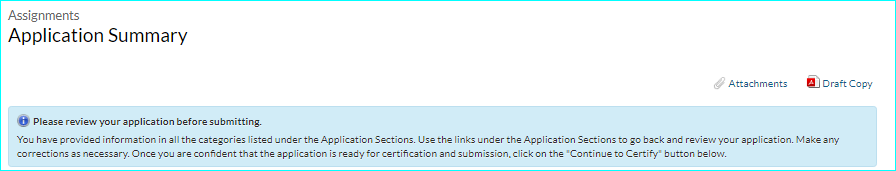 Assignments
Application Summary
Attachments Draft Copy
Please review your application before submitting.
You have provided information in all the categories listed under the Application Sections. Use the links under the Application Sections to go back and review your application. Make any
corrections as necessary. Once you are confident that the application is ready for certification and submission, click on the "Continue to Certify" button below.